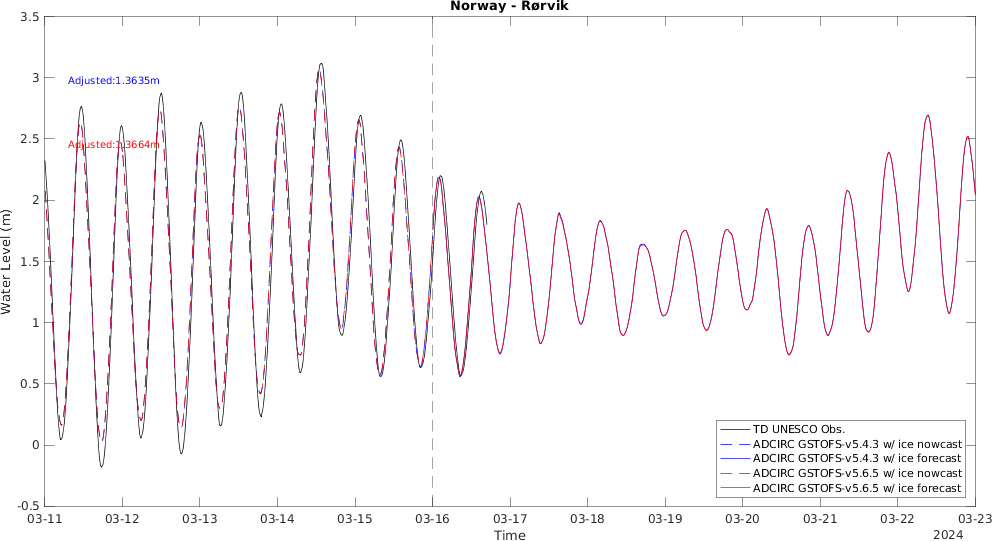 Norway - Rørvik
3.5
3
2.5
2
1.5
1
0.5
0
-0.5
Water Level (m)
Adjusted:1.3635m
Adjusted:1.3664m
TD UNESCO Obs.
ADCIRC GSTOFS-v5.4.3 w/ ice nowcast
ADCIRC GSTOFS-v5.4.3 w/ ice forecast
ADCIRC GSTOFS-v5.6.5 w/ ice nowcast
ADCIRC GSTOFS-v5.6.5 w/ ice forecast
03-11 03-12 03-13 03-14 03-15 03-16 03-17 03-18 03-19 03-20 03-21 03-22 03-23
Time
2024